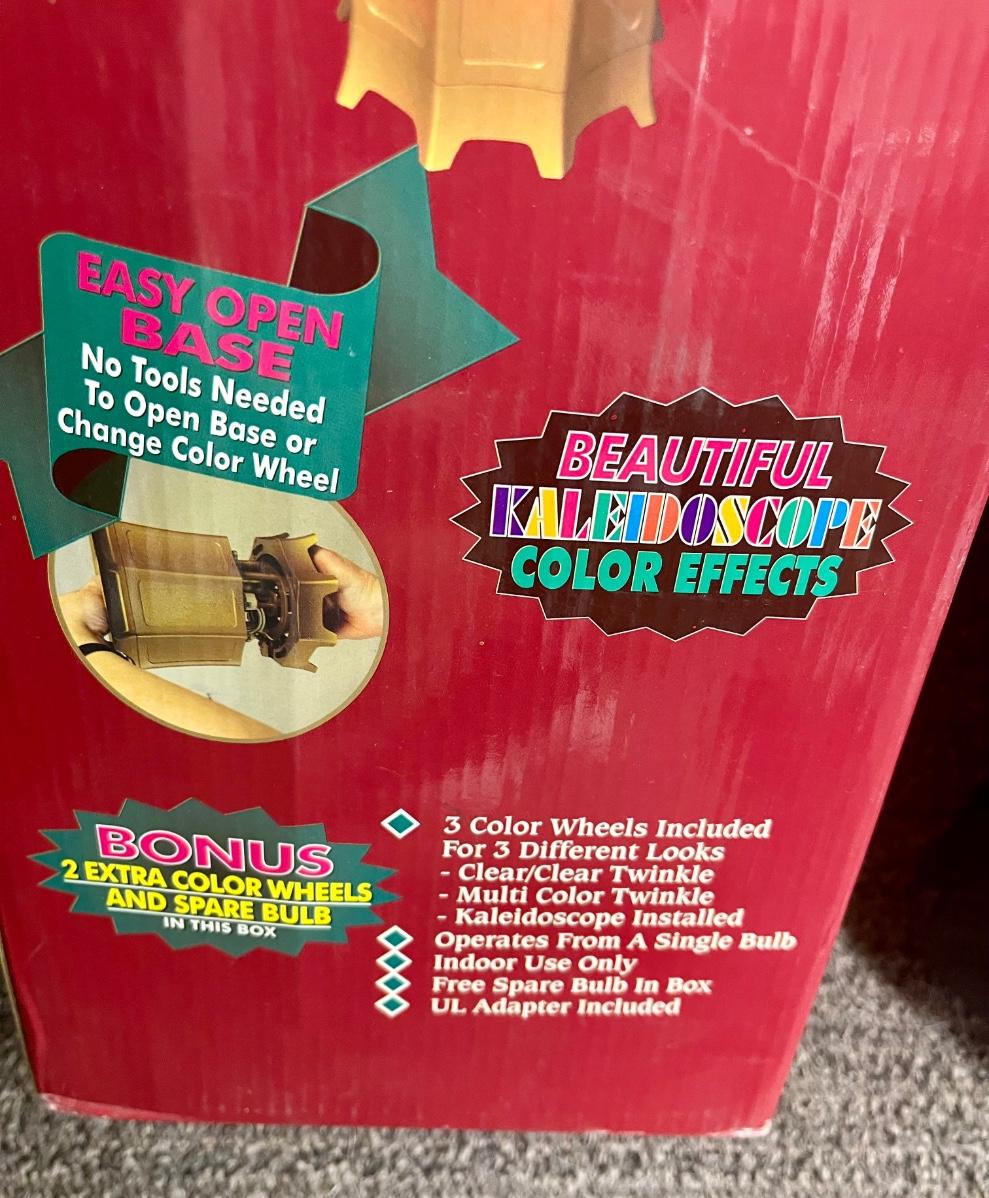 EASY OPEN
BASE
No Tools Needed
To Open Base or
Change Color Wheel
BEAUTIFUL
KALEIDOSCOPE
COLOR EFFECTS
BONUS
2 EXTRA COLOR WHEELS
AND SPARE BULB
IN THIS BOX
3 Color Wheels Included
For 3 Different Looks
- Clear/Clear Twinkle
- Multi Color Twinkle
- Kaleidoscope Installed
Operates From A Single Bulb
Indoor Use Only
Free Spare Bulb In Box
UL Adapter Included